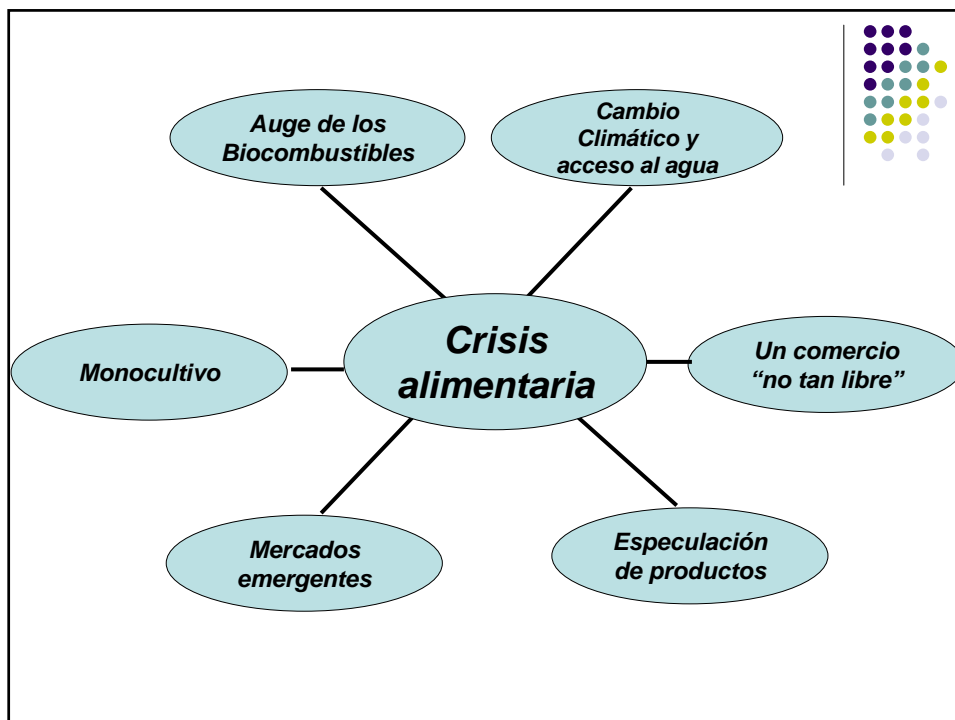 Auge de los
Biocombustibles
Cambio
Climático y
acceso al agua
Crisis
alimentaria
Monocultivo
Un comercio
“no tan libre”
Mercados
emergentes
Especulación
de productos